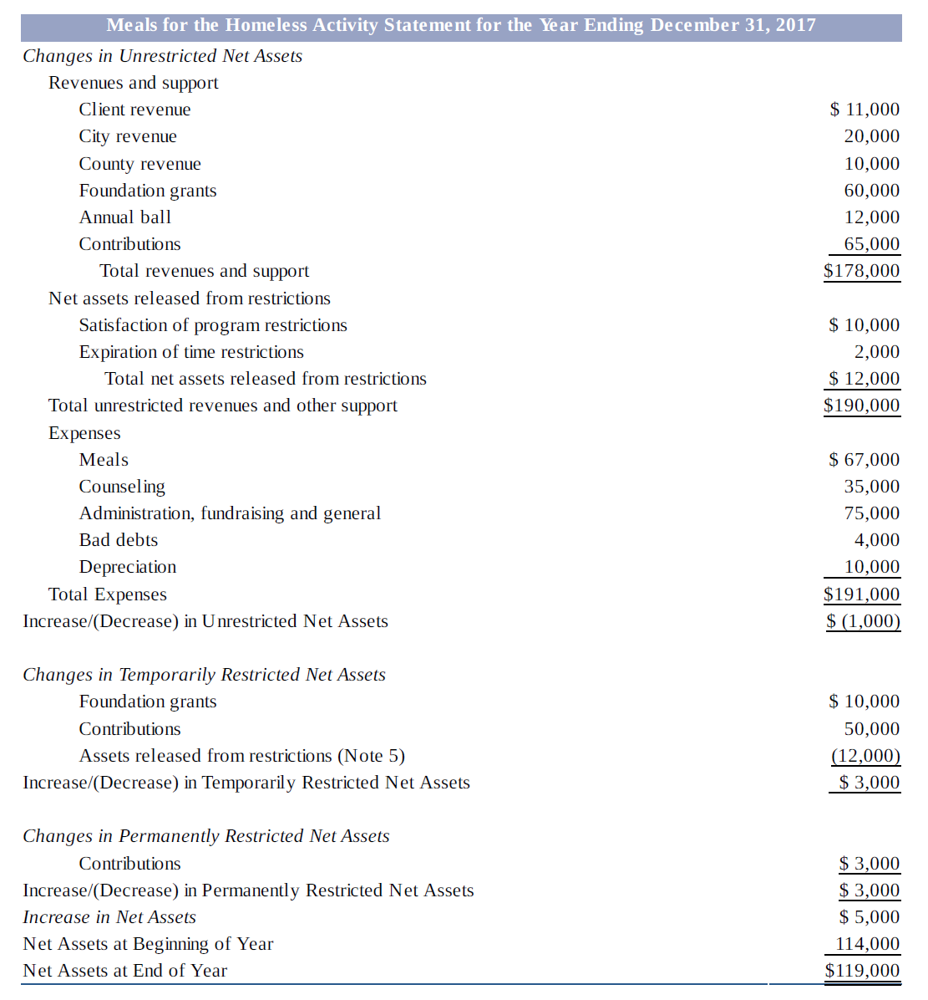 Meals for the Homeless Activity Statement for the Year Ending December 31, 2017
Changes in Unrestricted Net Assets
Revenues and support
Client revenue $ 11,000
City revenue 20,000
County revenue 10,000
Foundation grants 60,000
Annual ball 12,000
Contributions 65,000
Total revenues and support $178,000
Net assets released from restrictions
Satisfaction of program restrictions $ 10,000
Expiration of time restrictions 2,000
Total net assets released from restrictions $ 12,000
Total unrestricted revenues and other support $190,000
Expenses
Meals $ 67,000
Counseling 35,000
Administration, fundraising and general 75,000
Bad debts 4,000
Depreciation 10,000
Total Expenses $191,000
Increase/(Decrease) in Unrestricted Net Assets $ (1,000)
Changes in Temporarily Restricted Net Assets
Foundation grants $ 10,000
Contributions 50,000
Assets released from restrictions (Note 5) (12,000)
Increase/(Decrease) in Temporarily Restricted Net Assets $ 3,000
Changes in Permanently Restricted Net Assets
Contributions $ 3,000
Increase/(Decrease) in Permanently Restricted Net Assets $ 3,000
Increase in Net Assets $ 5,000
Net Assets at Beginning of Year 114,000
Net Assets at End of Year $119,000